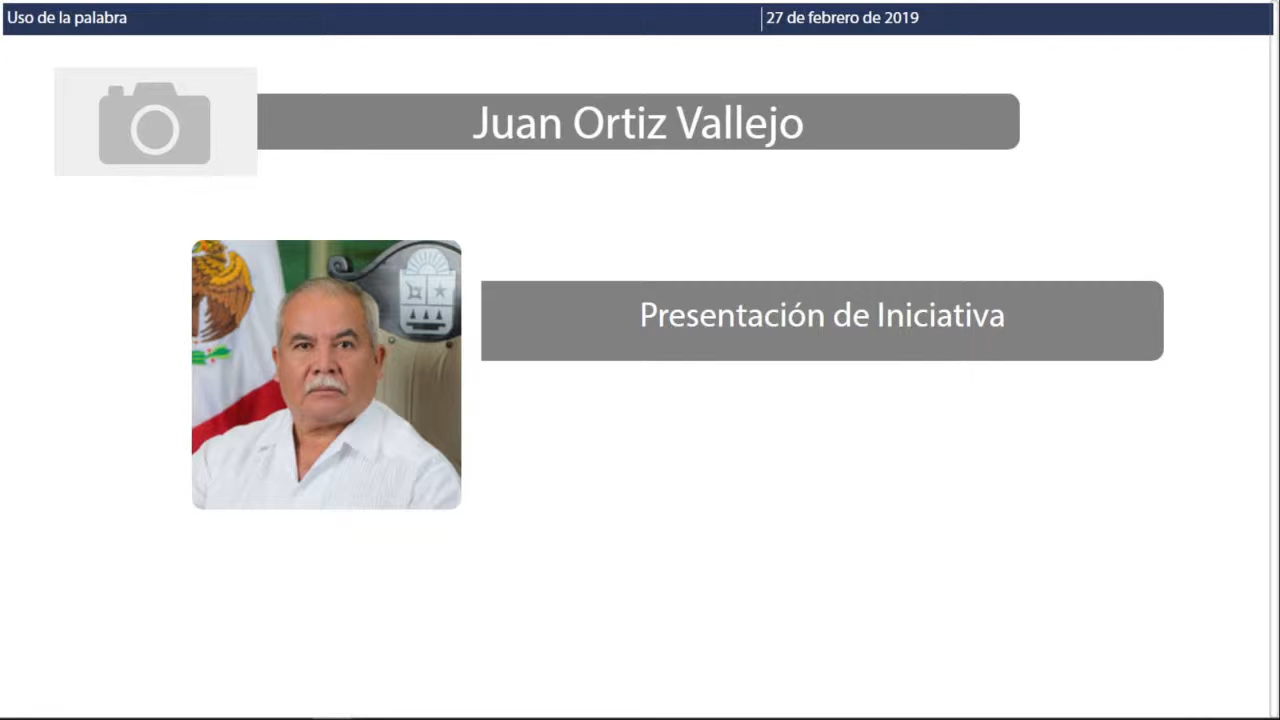 Uso de la palabra
27 de febrero de 2019
Juan Ortiz Vallejo
Presentación de Iniciativa